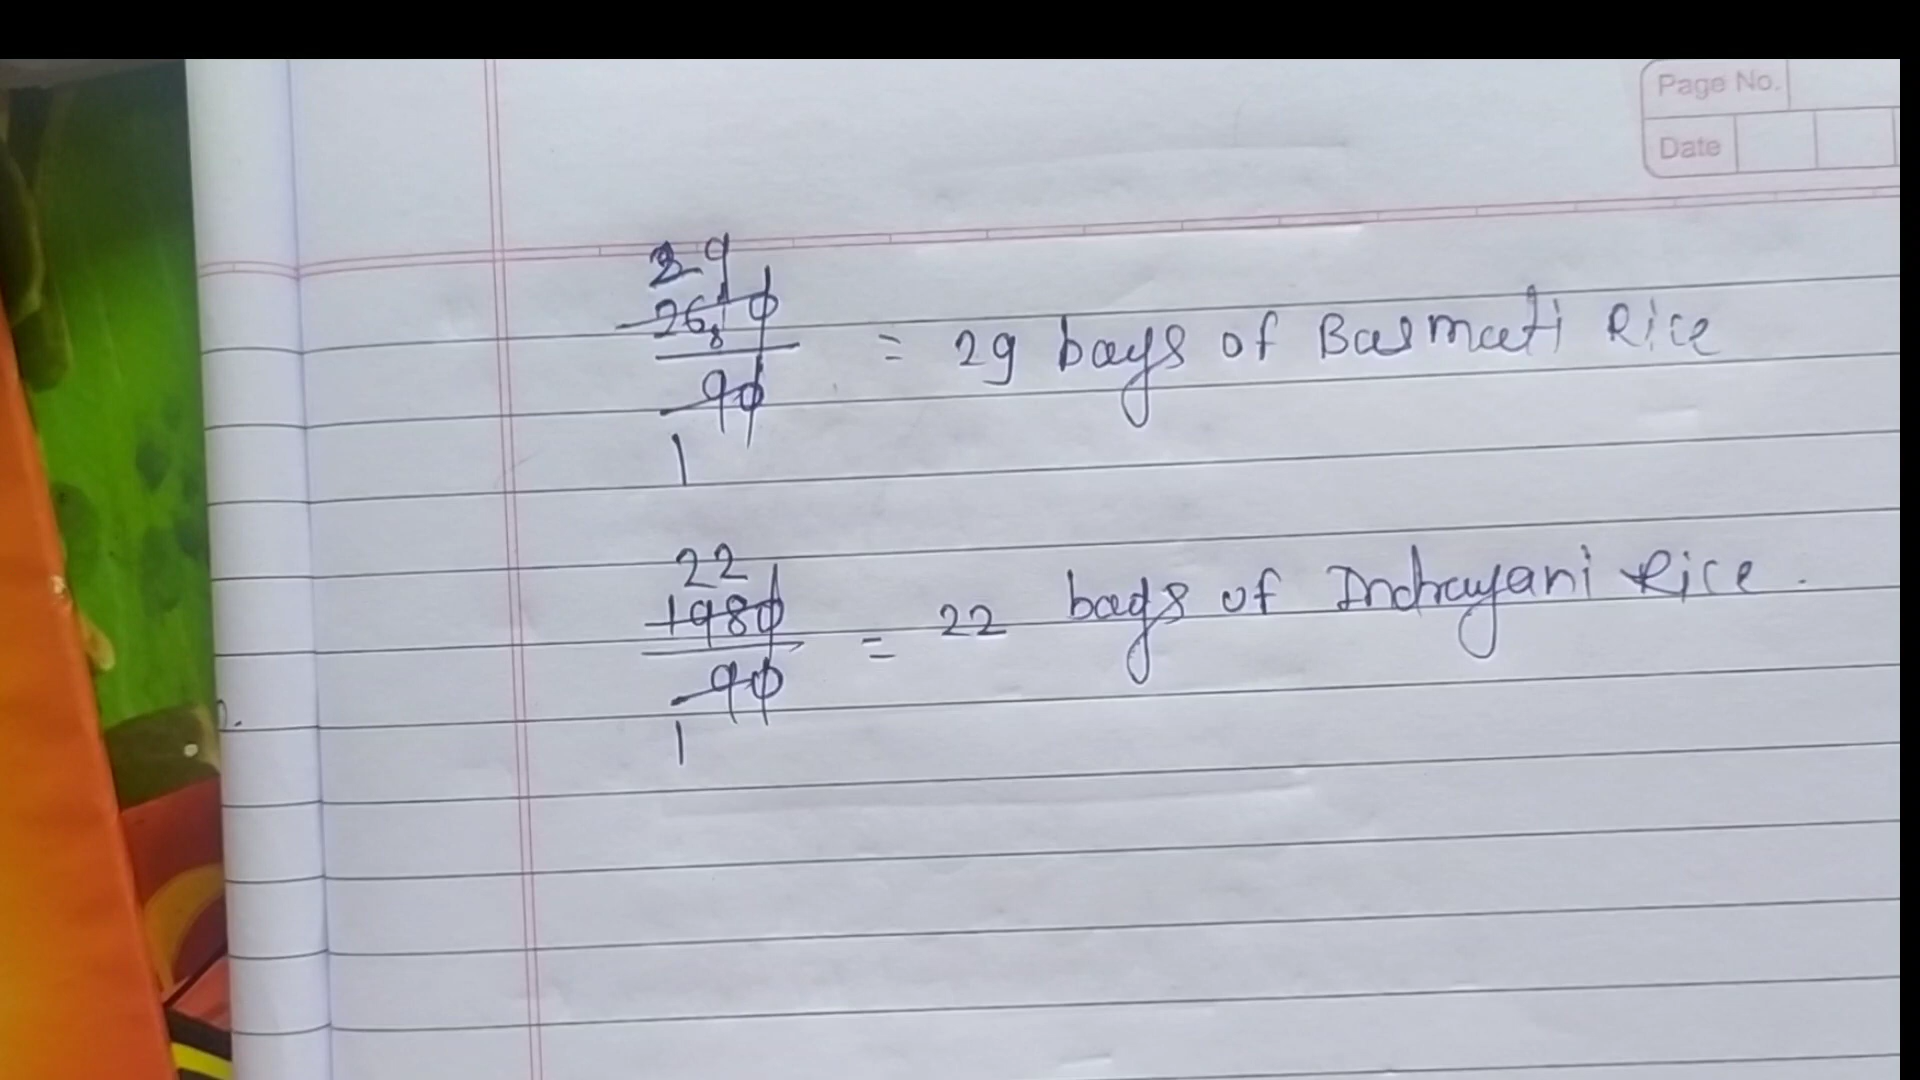 Page No.
Date
29
2610
8
90
= 29 bags of Basmati Rice
1
22
1980
90
= 22 bags of Indrayani Rice.
1